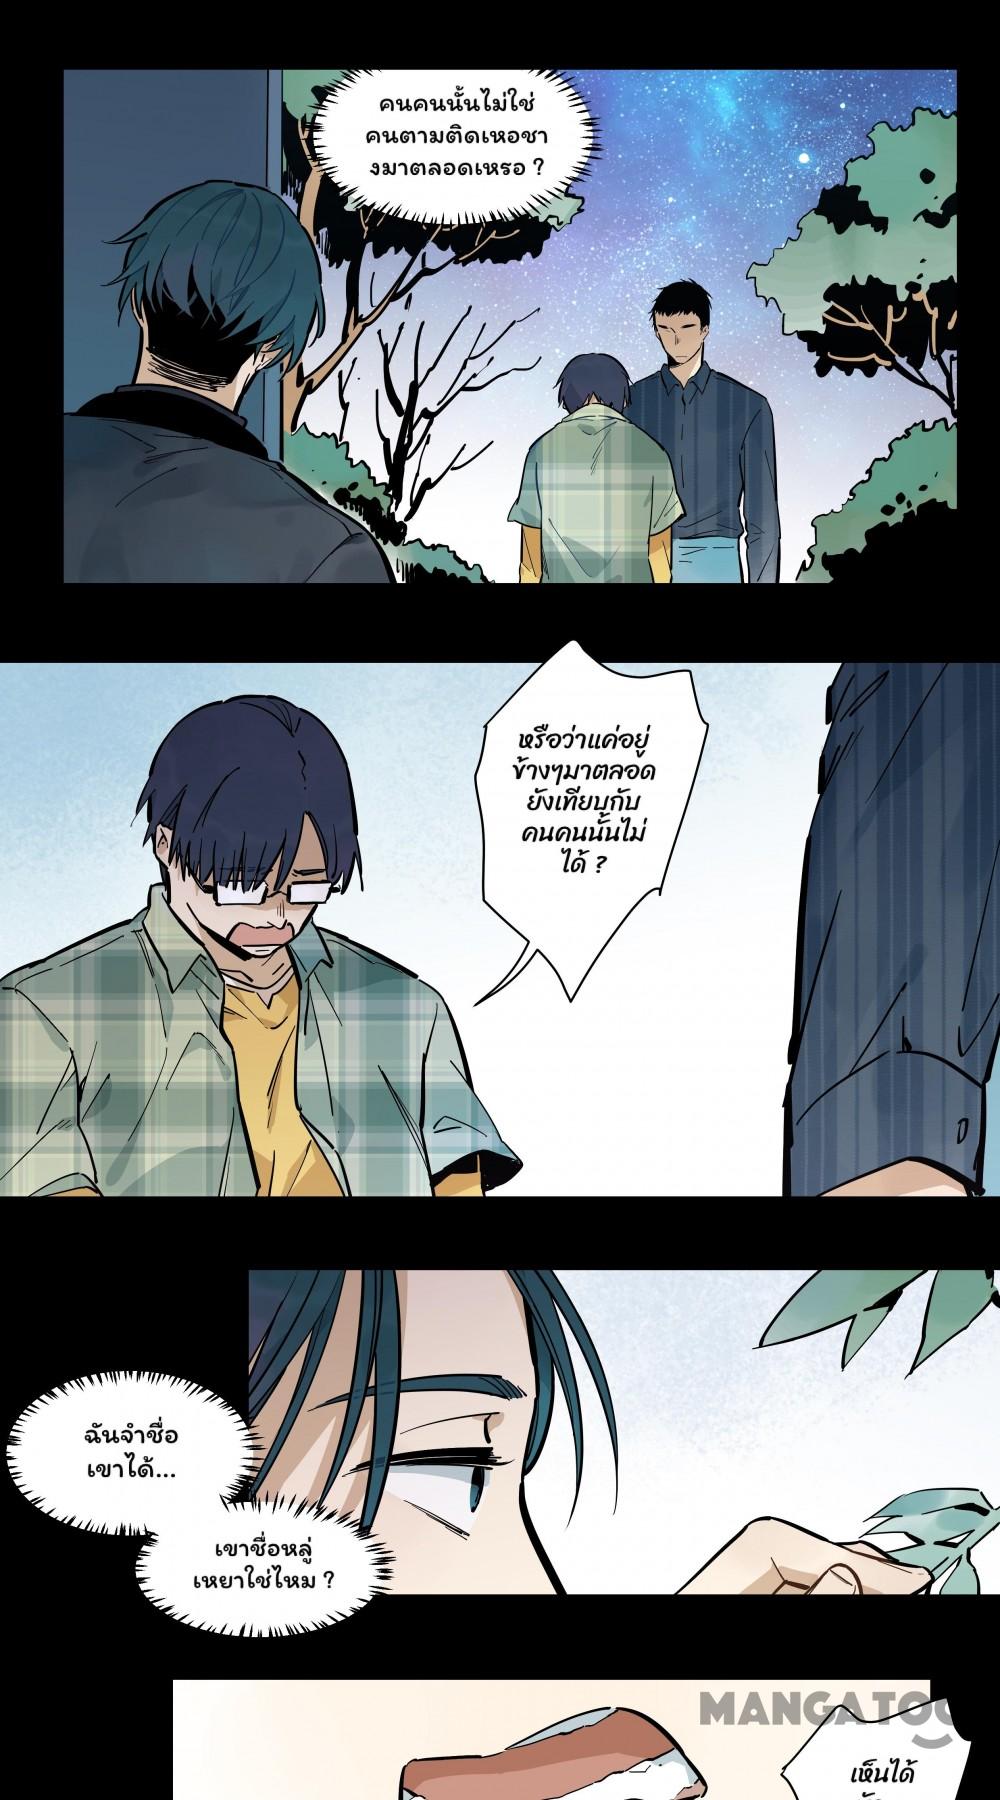 คนคนนั้นไม่ใช่
คนตามติดเหอชา
งมาตลอดเหรอ ?
หรือว่าแค่อยู่
ข้างๆมาตลอด
ยังเทียบกับ
คนคนนั้นไม่
ได้ ?
ฉันจำชื่อ
เขาได้...
เขาชื่อหลู่
เหยาใช่ไหม ?
MANGATOO
เห็นได้